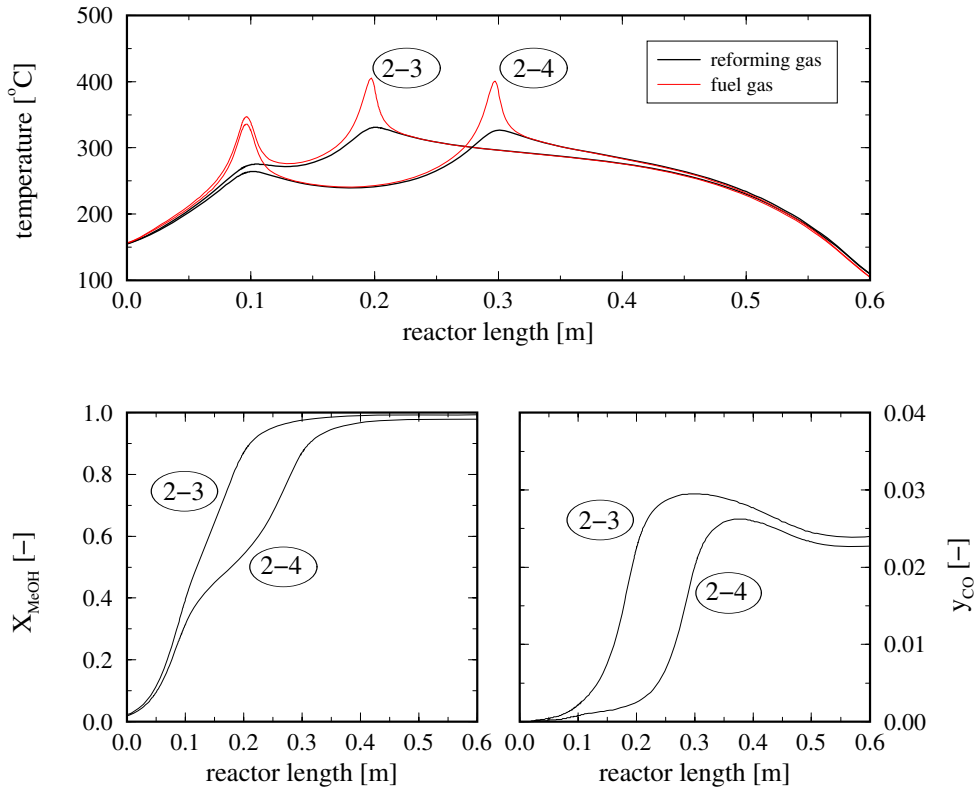 500
400
300
200
100
temperature [°C]
2−3
2−4
reforming gas
fuel gas
0.0 0.1 0.2 0.3 0.4 0.5 0.6
reactor length [m]
1.0
0.8
0.6
0.4
0.2
0.0
X_MeOH [−]
2−3
2−4
0.0 0.1 0.2 0.3 0.4 0.5 0.6
reactor length [m]
2−3
2−4
0.04
0.03
0.02
0.01
0.00
y_CO [−]
0.0 0.1 0.2 0.3 0.4 0.5 0.6
reactor length [m]